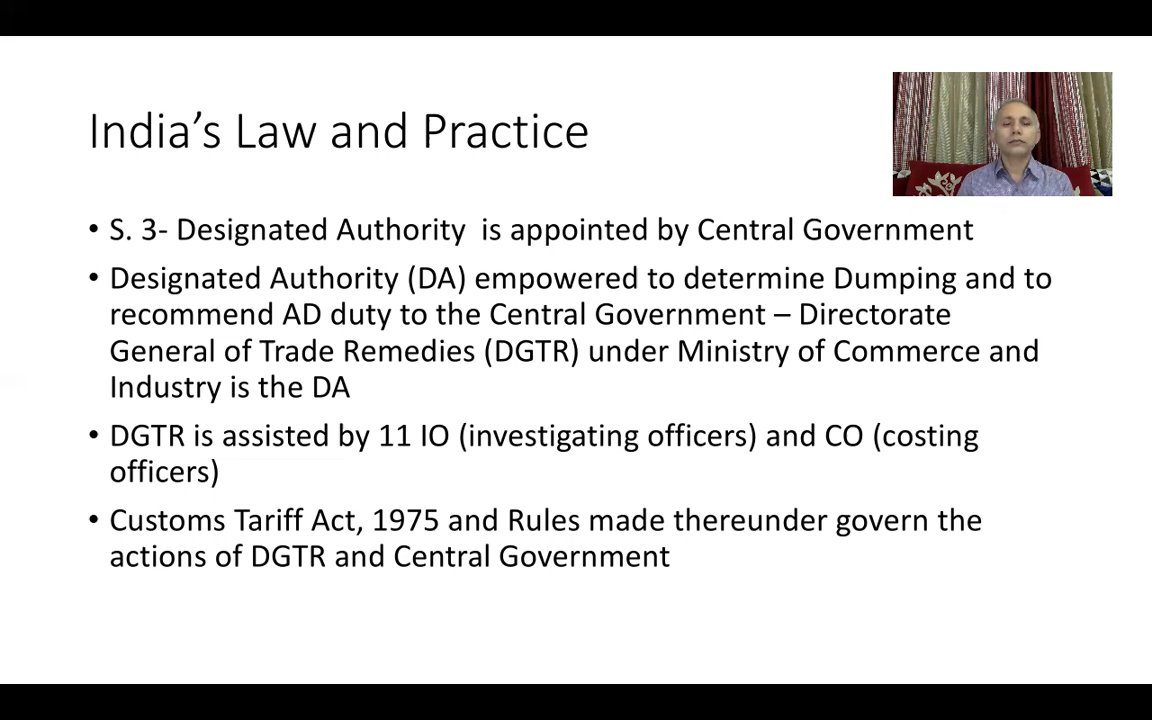 India’s Law and Practice
• S. 3- Designated Authority  is appointed by Central Government
• Designated Authority (DA) empowered to determine Dumping and to
recommend AD duty to the Central Government – Directorate
General of Trade Remedies (DGTR) under Ministry of Commerce and
Industry is the DA
• DGTR is assisted by 11 IO (investigating officers) and CO (costing
officers)
• Customs Tariff Act, 1975 and Rules made thereunder govern the
actions of DGTR and Central Government